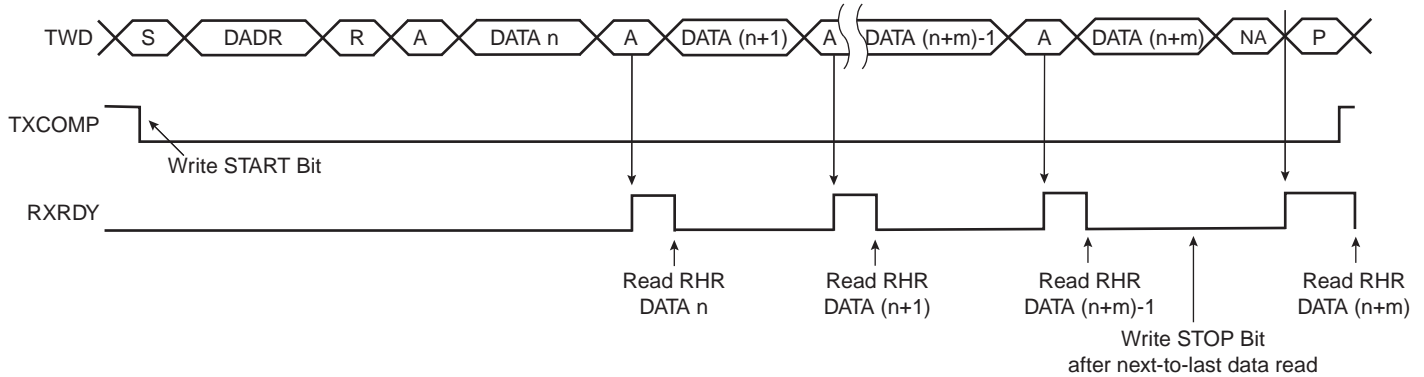 TWD S DADR R A DATA n A DATA (n+1) A DATA (n+m)-1 A DATA (n+m) NA P
TXCOMP
Write START Bit
RXRDY
Read RHR Read RHR Read RHR Read RHR
DATA n DATA (n+1) DATA (n+m)-1 DATA (n+m)
Write STOP Bit
after next-to-last data read